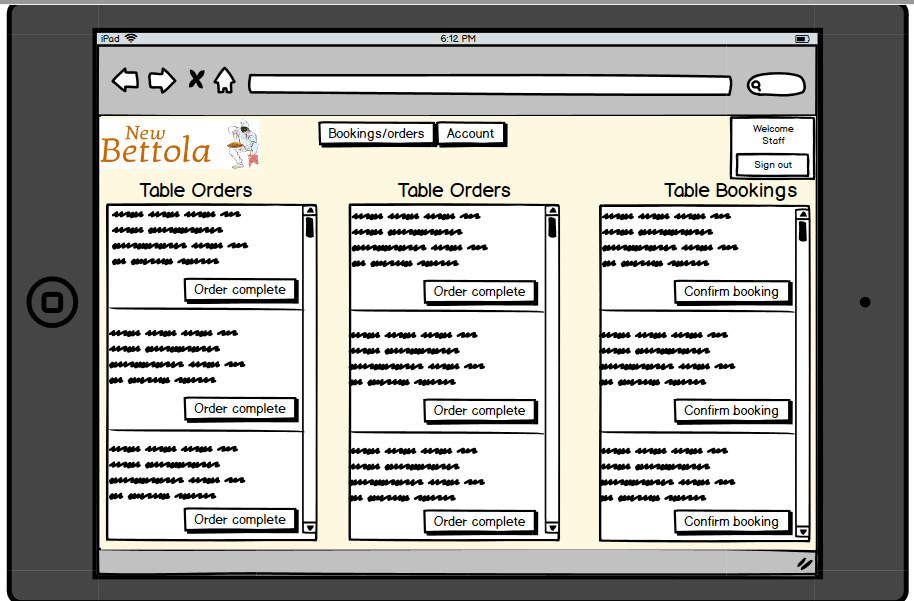 iPad
6:12 PM
New
Bettola
Bookings/orders
Account
Welcome
Staff
Sign out
Table Orders
Order complete
Order complete
Order complete
Table Orders
Order complete
Order complete
Order complete
Table Bookings
Confirm booking
Confirm booking
Confirm booking